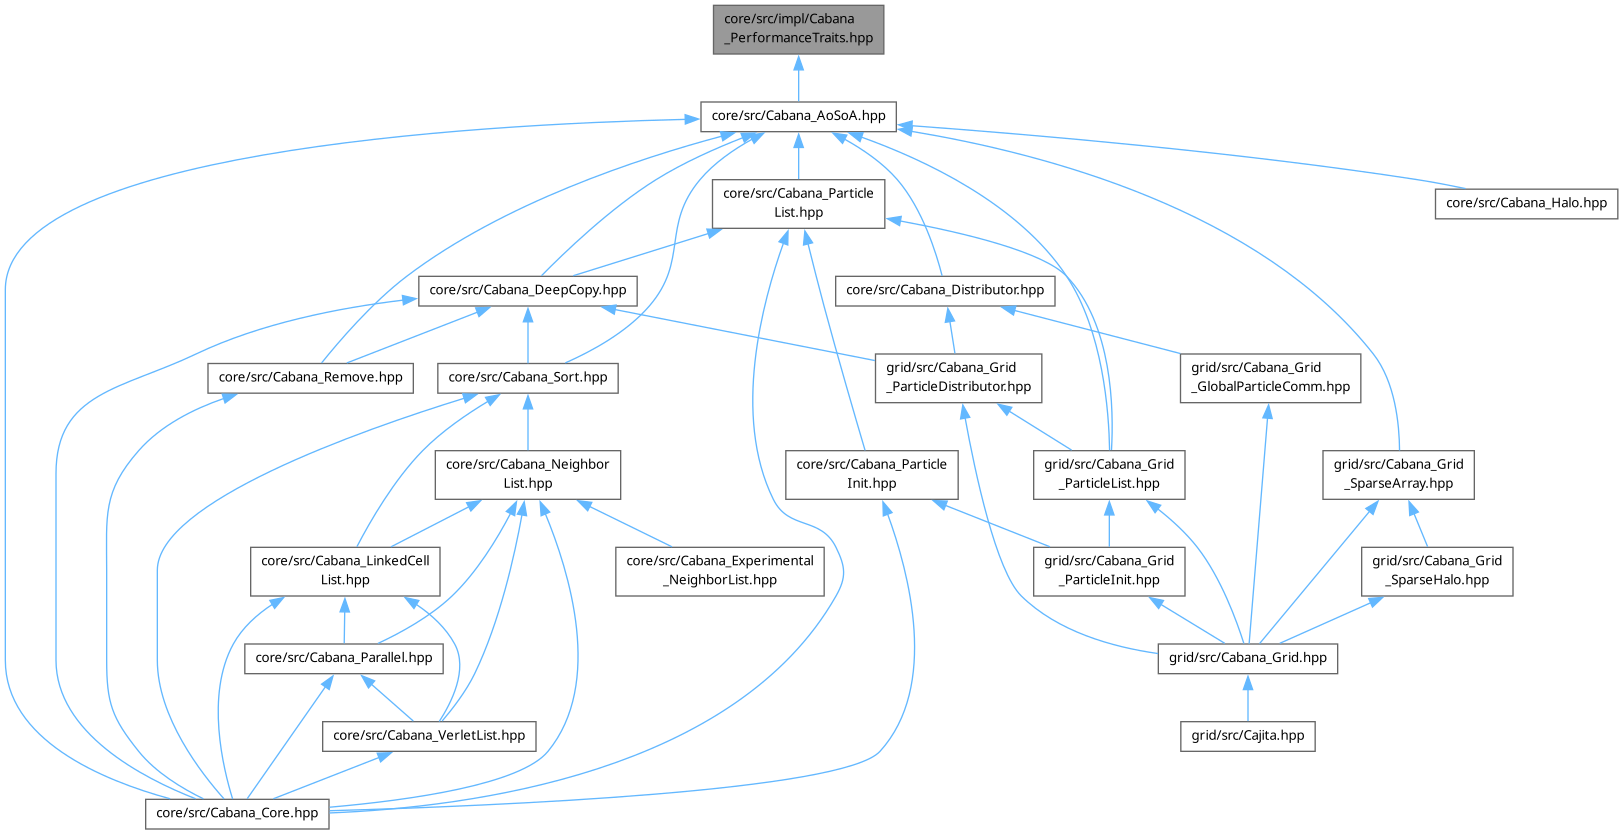 core/src/impl/Cabana
_PerformanceTraits.hpp
core/src/Cabana_AoSoA.hpp
core/src/Cabana_Particle
List.hpp
core/src/Cabana_Halo.hpp
core/src/Cabana_DeepCopy.hpp
core/src/Cabana_Distributor.hpp
core/src/Cabana_Remove.hpp
core/src/Cabana_Sort.hpp
grid/src/Cabana_Grid
_ParticleDistributor.hpp
grid/src/Cabana_Grid
_GlobalParticleComm.hpp
core/src/Cabana_Neighbor
List.hpp
core/src/Cabana_Particle
Init.hpp
grid/src/Cabana_Grid
_ParticleList.hpp
grid/src/Cabana_Grid
_SparseArray.hpp
core/src/Cabana_LinkedCell
List.hpp
core/src/Cabana_Experimental
_NeighborList.hpp
grid/src/Cabana_Grid
_ParticleInit.hpp
grid/src/Cabana_Grid
_SparseHalo.hpp
core/src/Cabana_Parallel.hpp
grid/src/Cabana_Grid.hpp
core/src/Cabana_VerletList.hpp
grid/src/Cajita.hpp
core/src/Cabana_Core.hpp